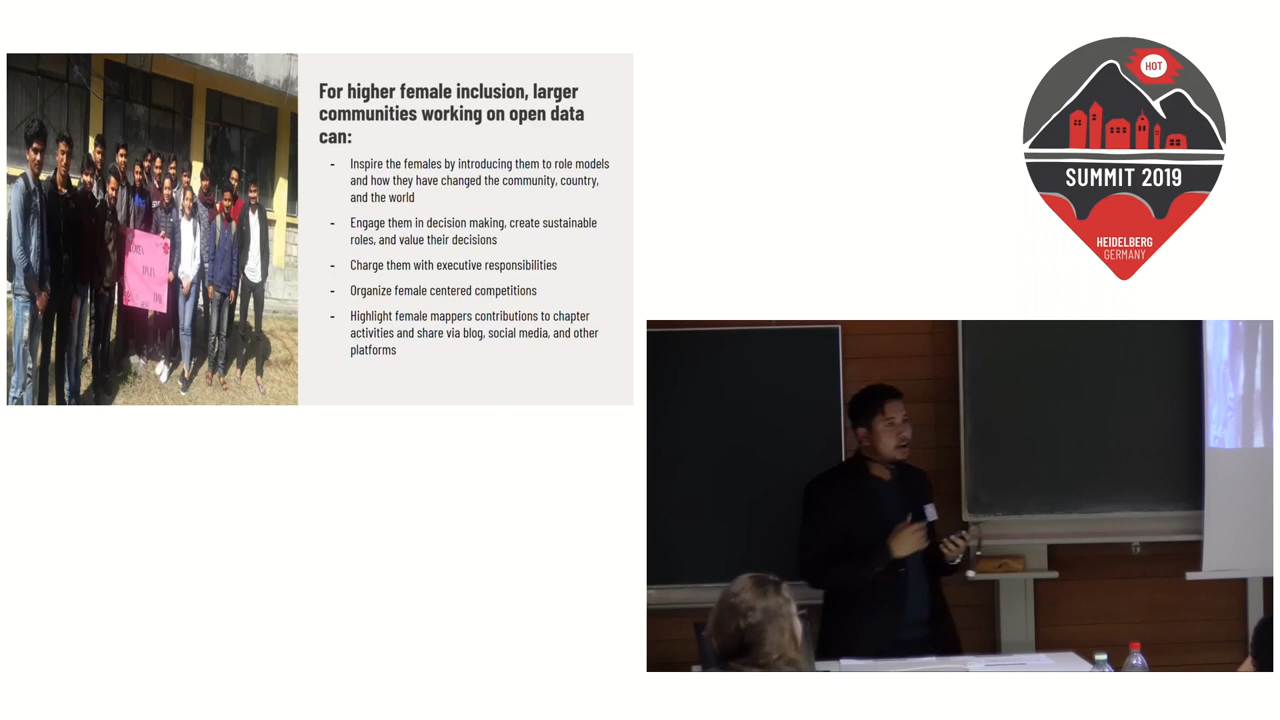 For higher female inclusion, larger
communities working on open data
can:
- Inspire the females by introducing them to role models
and how they have changed the community, country,
and the world
- Engage them in decision making, create sustainable
roles, and value their decisions
- Charge them with executive responsibilities
- Organize female centered competitions
- Highlight female mappers contributions to chapter
activities and share via blog, social media, and other
platforms
HOT
SUMMIT 2019
HEIDELBERG
GERMANY